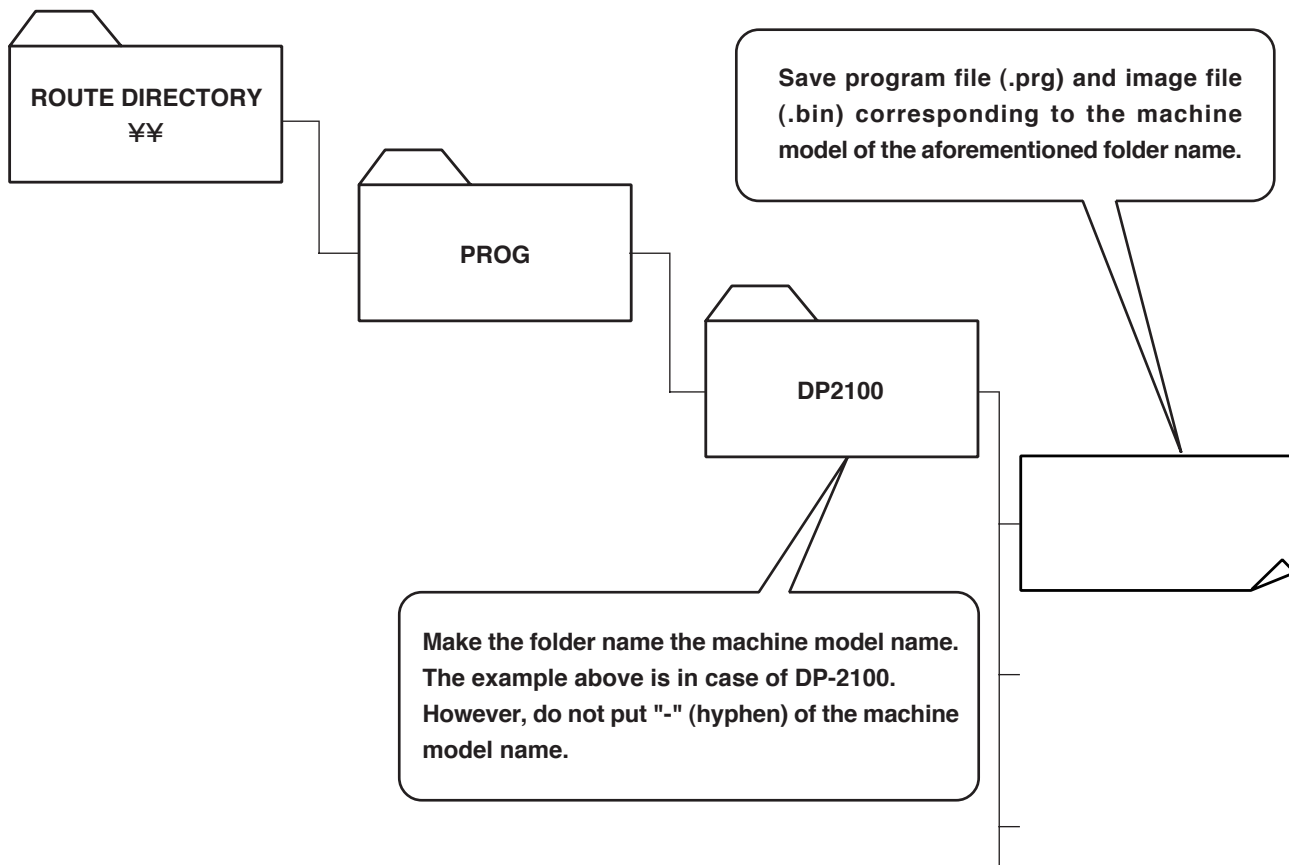 ROUTE DIRECTORY
¥¥
Save program file (.prg) and image file
(.bin) corresponding to the machine
model of the aforementioned folder name.
PROG
DP2100
Make the folder name the machine model name.
The example above is in case of DP-2100.
However, do not put "-" (hyphen) of the machine
model name.